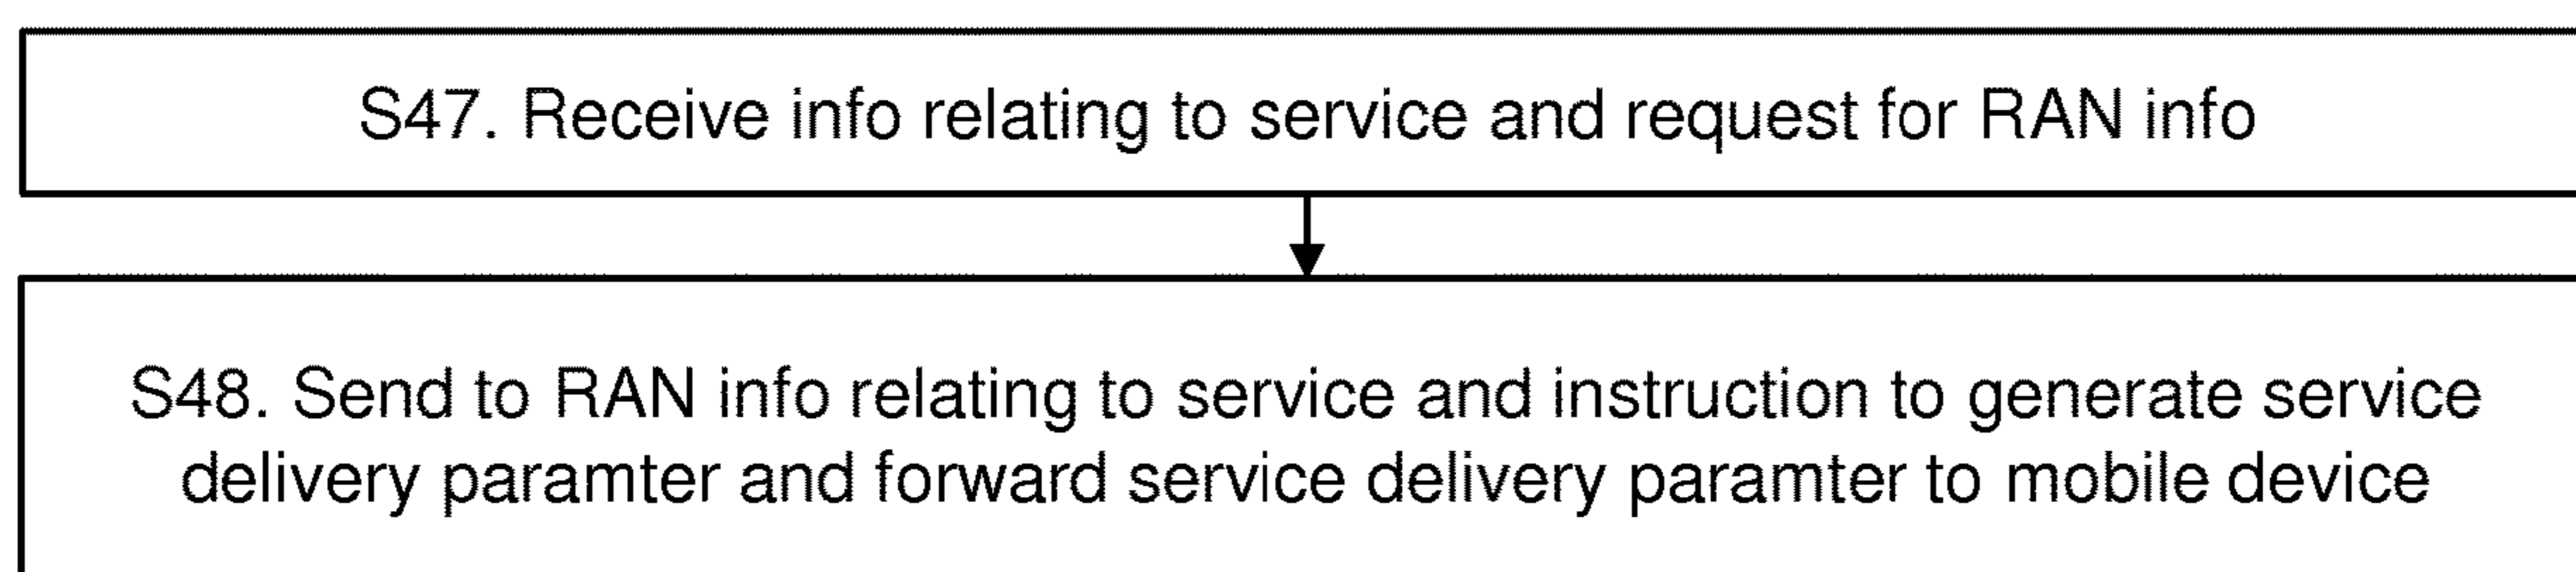 S47. Receive info relating to service and request for RAN info
S48. Send to RAN info relating to service and instruction to generate service
delivery paramter and forward service delivery paramter to mobile device